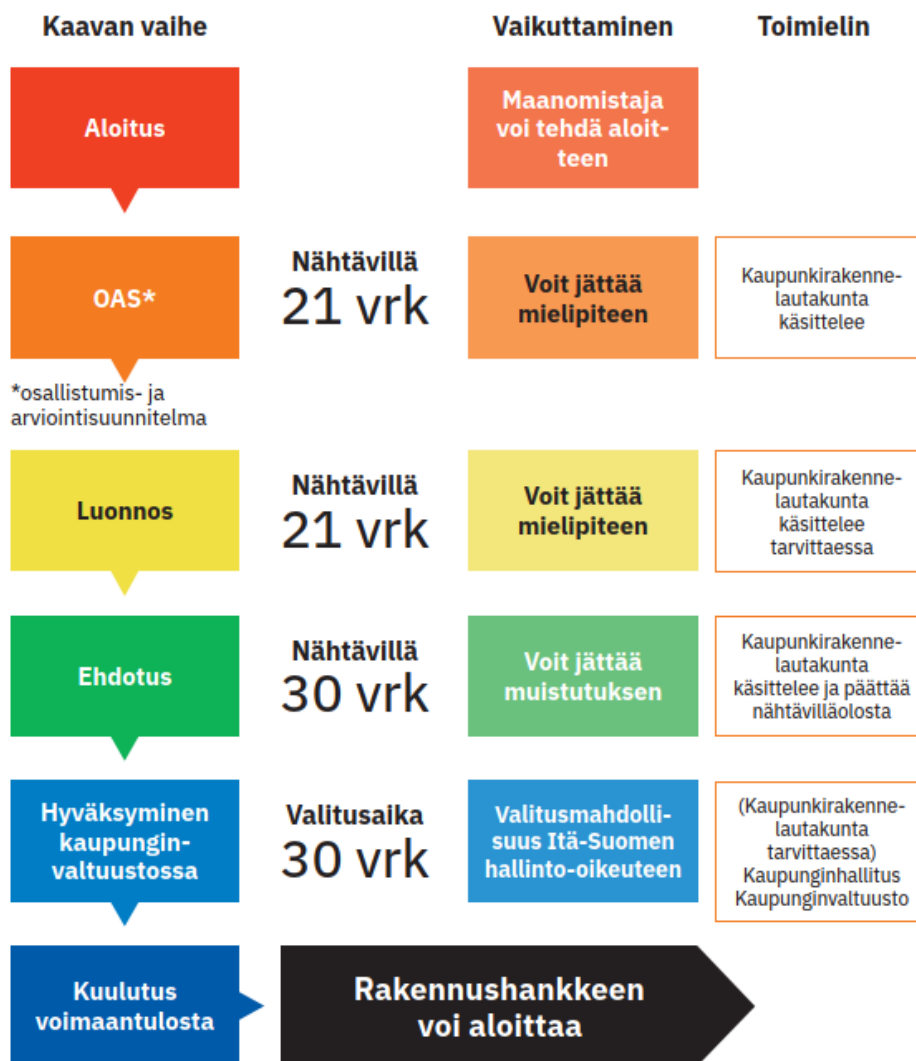 Kaavan vaihe
Vaikuttaminen
Toimielin
Aloitus
Maanomistaja
voi tehdä aloit-
teen
OAS*
Nähtävillä
21 vrk
Voit jättää
mielipiteen
Kaupunkirakenne-
lautakunta
käsittelee
*osallistumis- ja
arviointisuunnitelma
Luonnos
Nähtävillä
21 vrk
Voit jättää
mielipiteen
Kaupunkirakenne-
lautakunta
käsittelee
tarvittaessa
Ehdotus
Nähtävillä
30 vrk
Voit jättää
muistutuksen
Kaupunkirakenne-
lautakunta
käsittelee ja päättää
nähtävilläolosta
Hyväksyminen
kaupungin-
valtuustossa
Valitusaika
30 vrk
Valitusmahdolli-
suus Itä-Suomen
hallinto-oikeuteen
(Kaupunkirakenne-
lautakunta
tarvittaessa)
Kaupunginhallitus
Kaupunginvaltuusto
Kuulutus
voimaantulosta
Rakennushankkeen
voi aloittaa